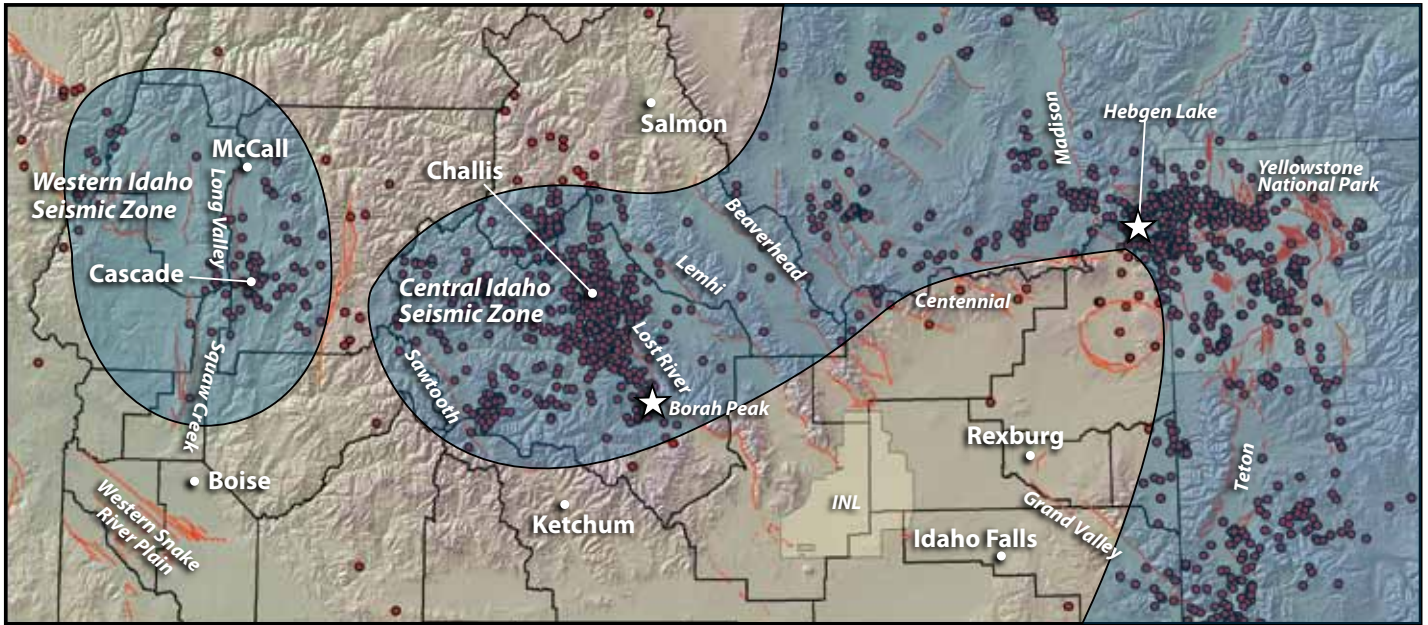 Salmon
Madison
Hebgen Lake
McCall
Challis
Yellowstone
National Park
Western Idaho
Seismic Zone
Long Valley
Beaverhead
Cascade
Lemhi
Central Idaho
Seismic Zone
Centennial
Lost River
Squaw Creek
Sawtooth
Borah Peak
Rexburg
Teton
Boise
Western Snake
River Plain
INL
Ketchum
Grand Valley
Idaho Falls